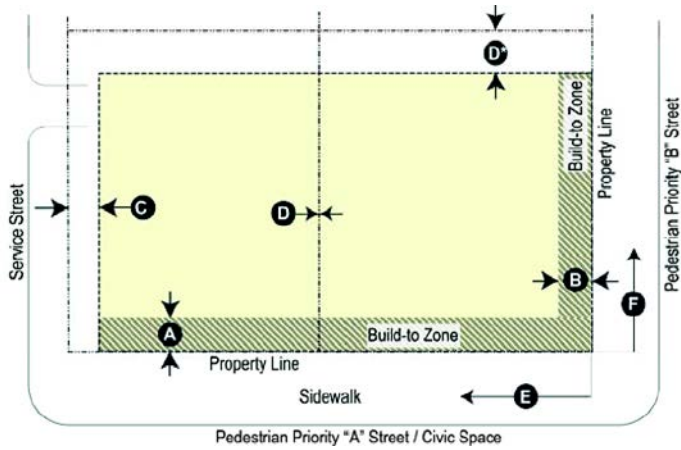 D*
Build-to Zone
Property Line
Pedestrian Priority "B" Street
Service Street
C
D
B
F
A
Build-to Zone
Property Line
Sidewalk
E
Pedestrian Priority "A" Street / Civic Space